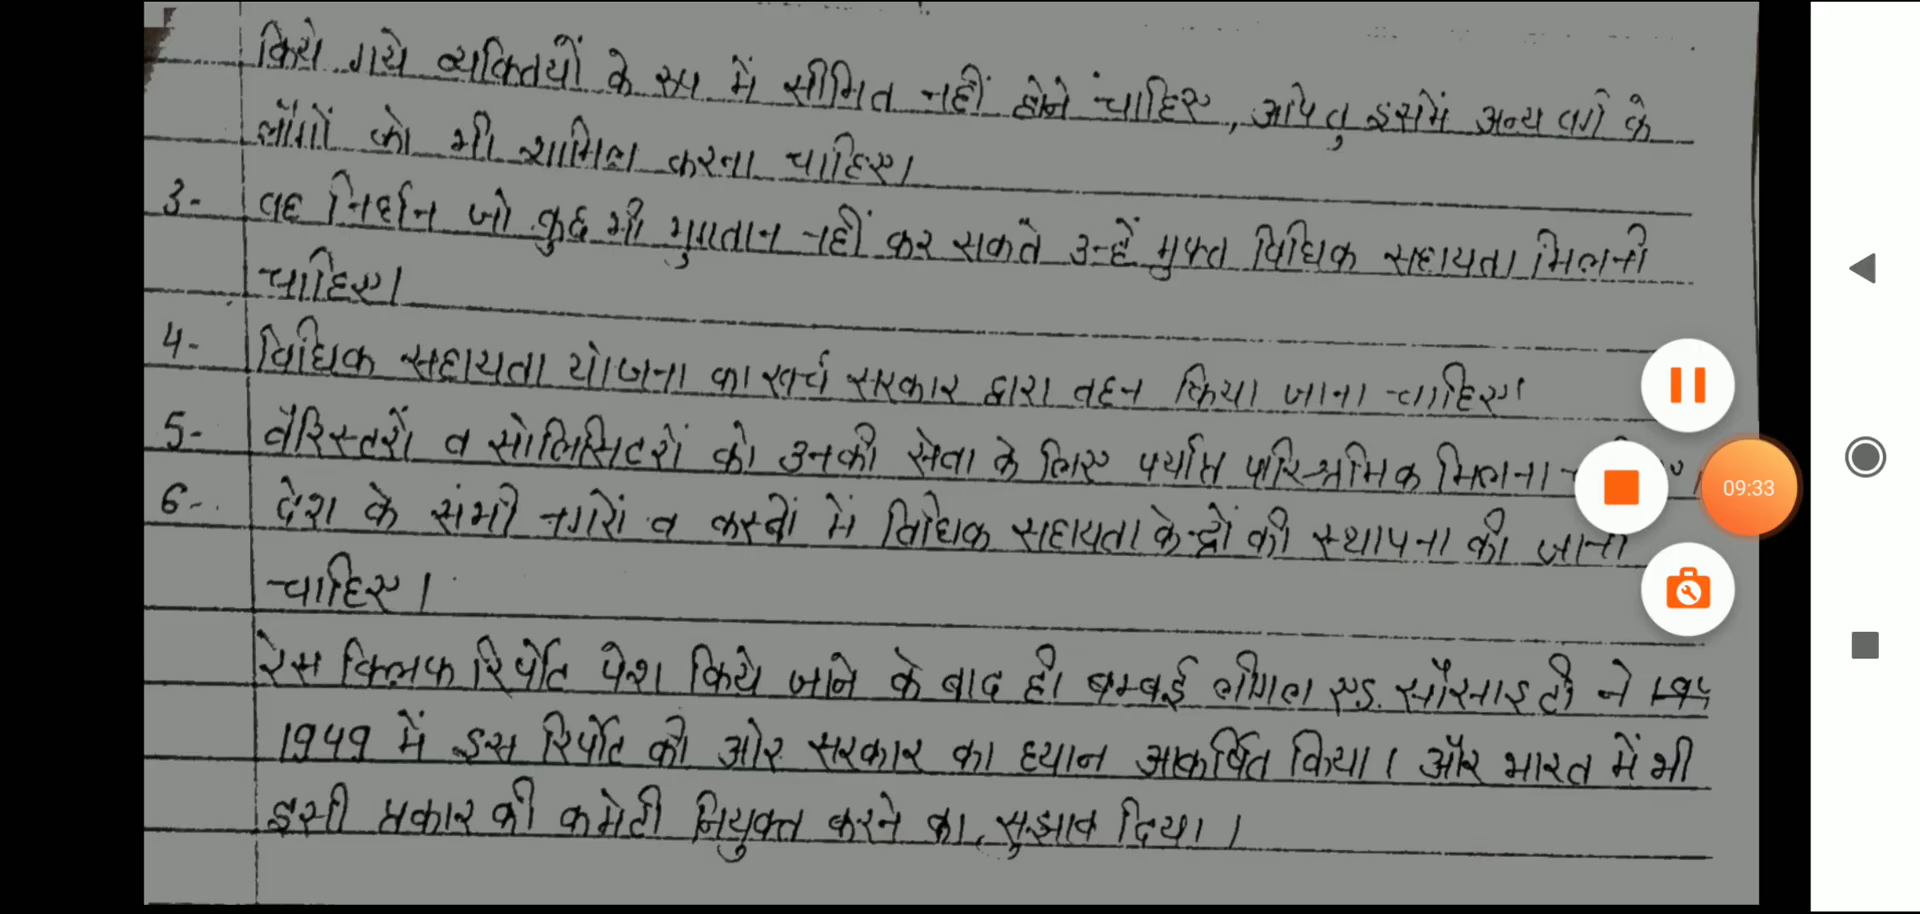 किये गये व्यक्तियों के रूप में सीमित नहीं होने चाहिए, अपितु इसमें अन्य वर्ग के
लोंगों को भी शामिल करना चाहिए।
3- वह निर्धन जो कुछ भी भुगतान नहीं कर सकते उन्हें मुफ्त विधिक सहायता मिलनी
चाहिए।
4- विधिक सहायता योजना का खर्च सरकार द्वारा वहन किया जाना चाहिए।
5- वैरिस्तरों व सोलिसिटरों को उनकी सेवा के लिए पर्याप्त पारिश्रमिक मिलना
6- देश के सभी नगरों व कस्बों में विधिक सहायता केन्द्रों की स्थापना की जानी
चाहिए।
रेस क्लिफ रिर्पोट पेश किये जाने के बाद ही बम्बई लीगल एड. सोसाइटी ने
1949 में इस रिर्पोट की ओर सरकार का ध्यान आकर्षित किया। और भारत में भी
इसी प्रकार की कमेटी नियुक्त करने का सुझाव दिया।
09:33